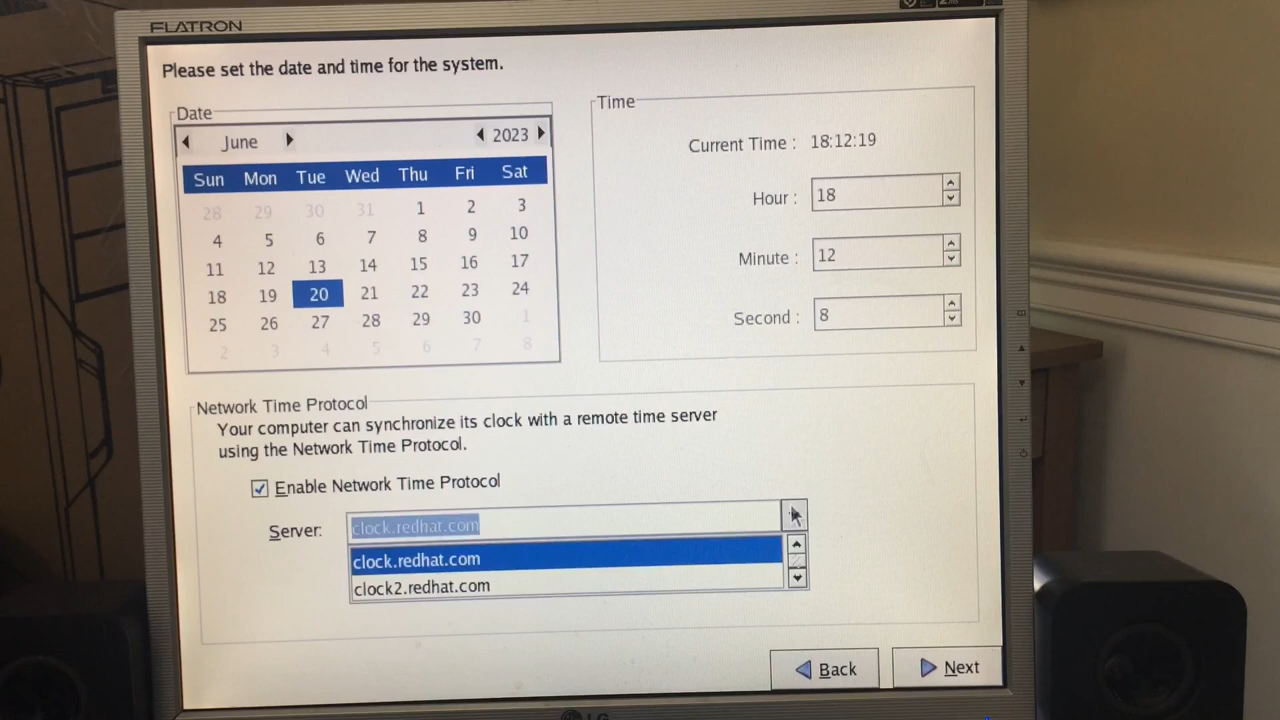 FLATRON
Please set the date and time for the system.
Date
June 2023
Sun Mon Tue Wed Thu Fri Sat
28 29 30 31 1 2 3
4 5 6 7 8 9 10
11 12 13 14 15 16 17
18 19 20 21 22 23 24
25 26 27 28 29 30 1
2 3 4 5 6 7 8
Time
Current Time : 18:12:19
Hour : 18
Minute : 12
Second : 8
Network Time Protocol
Your computer can synchronize its clock with a remote time server
using the Network Time Protocol.
Enable Network Time Protocol
Server: clock.redhat.com
clock.redhat.com
clock2.redhat.com
Back
Next
LG